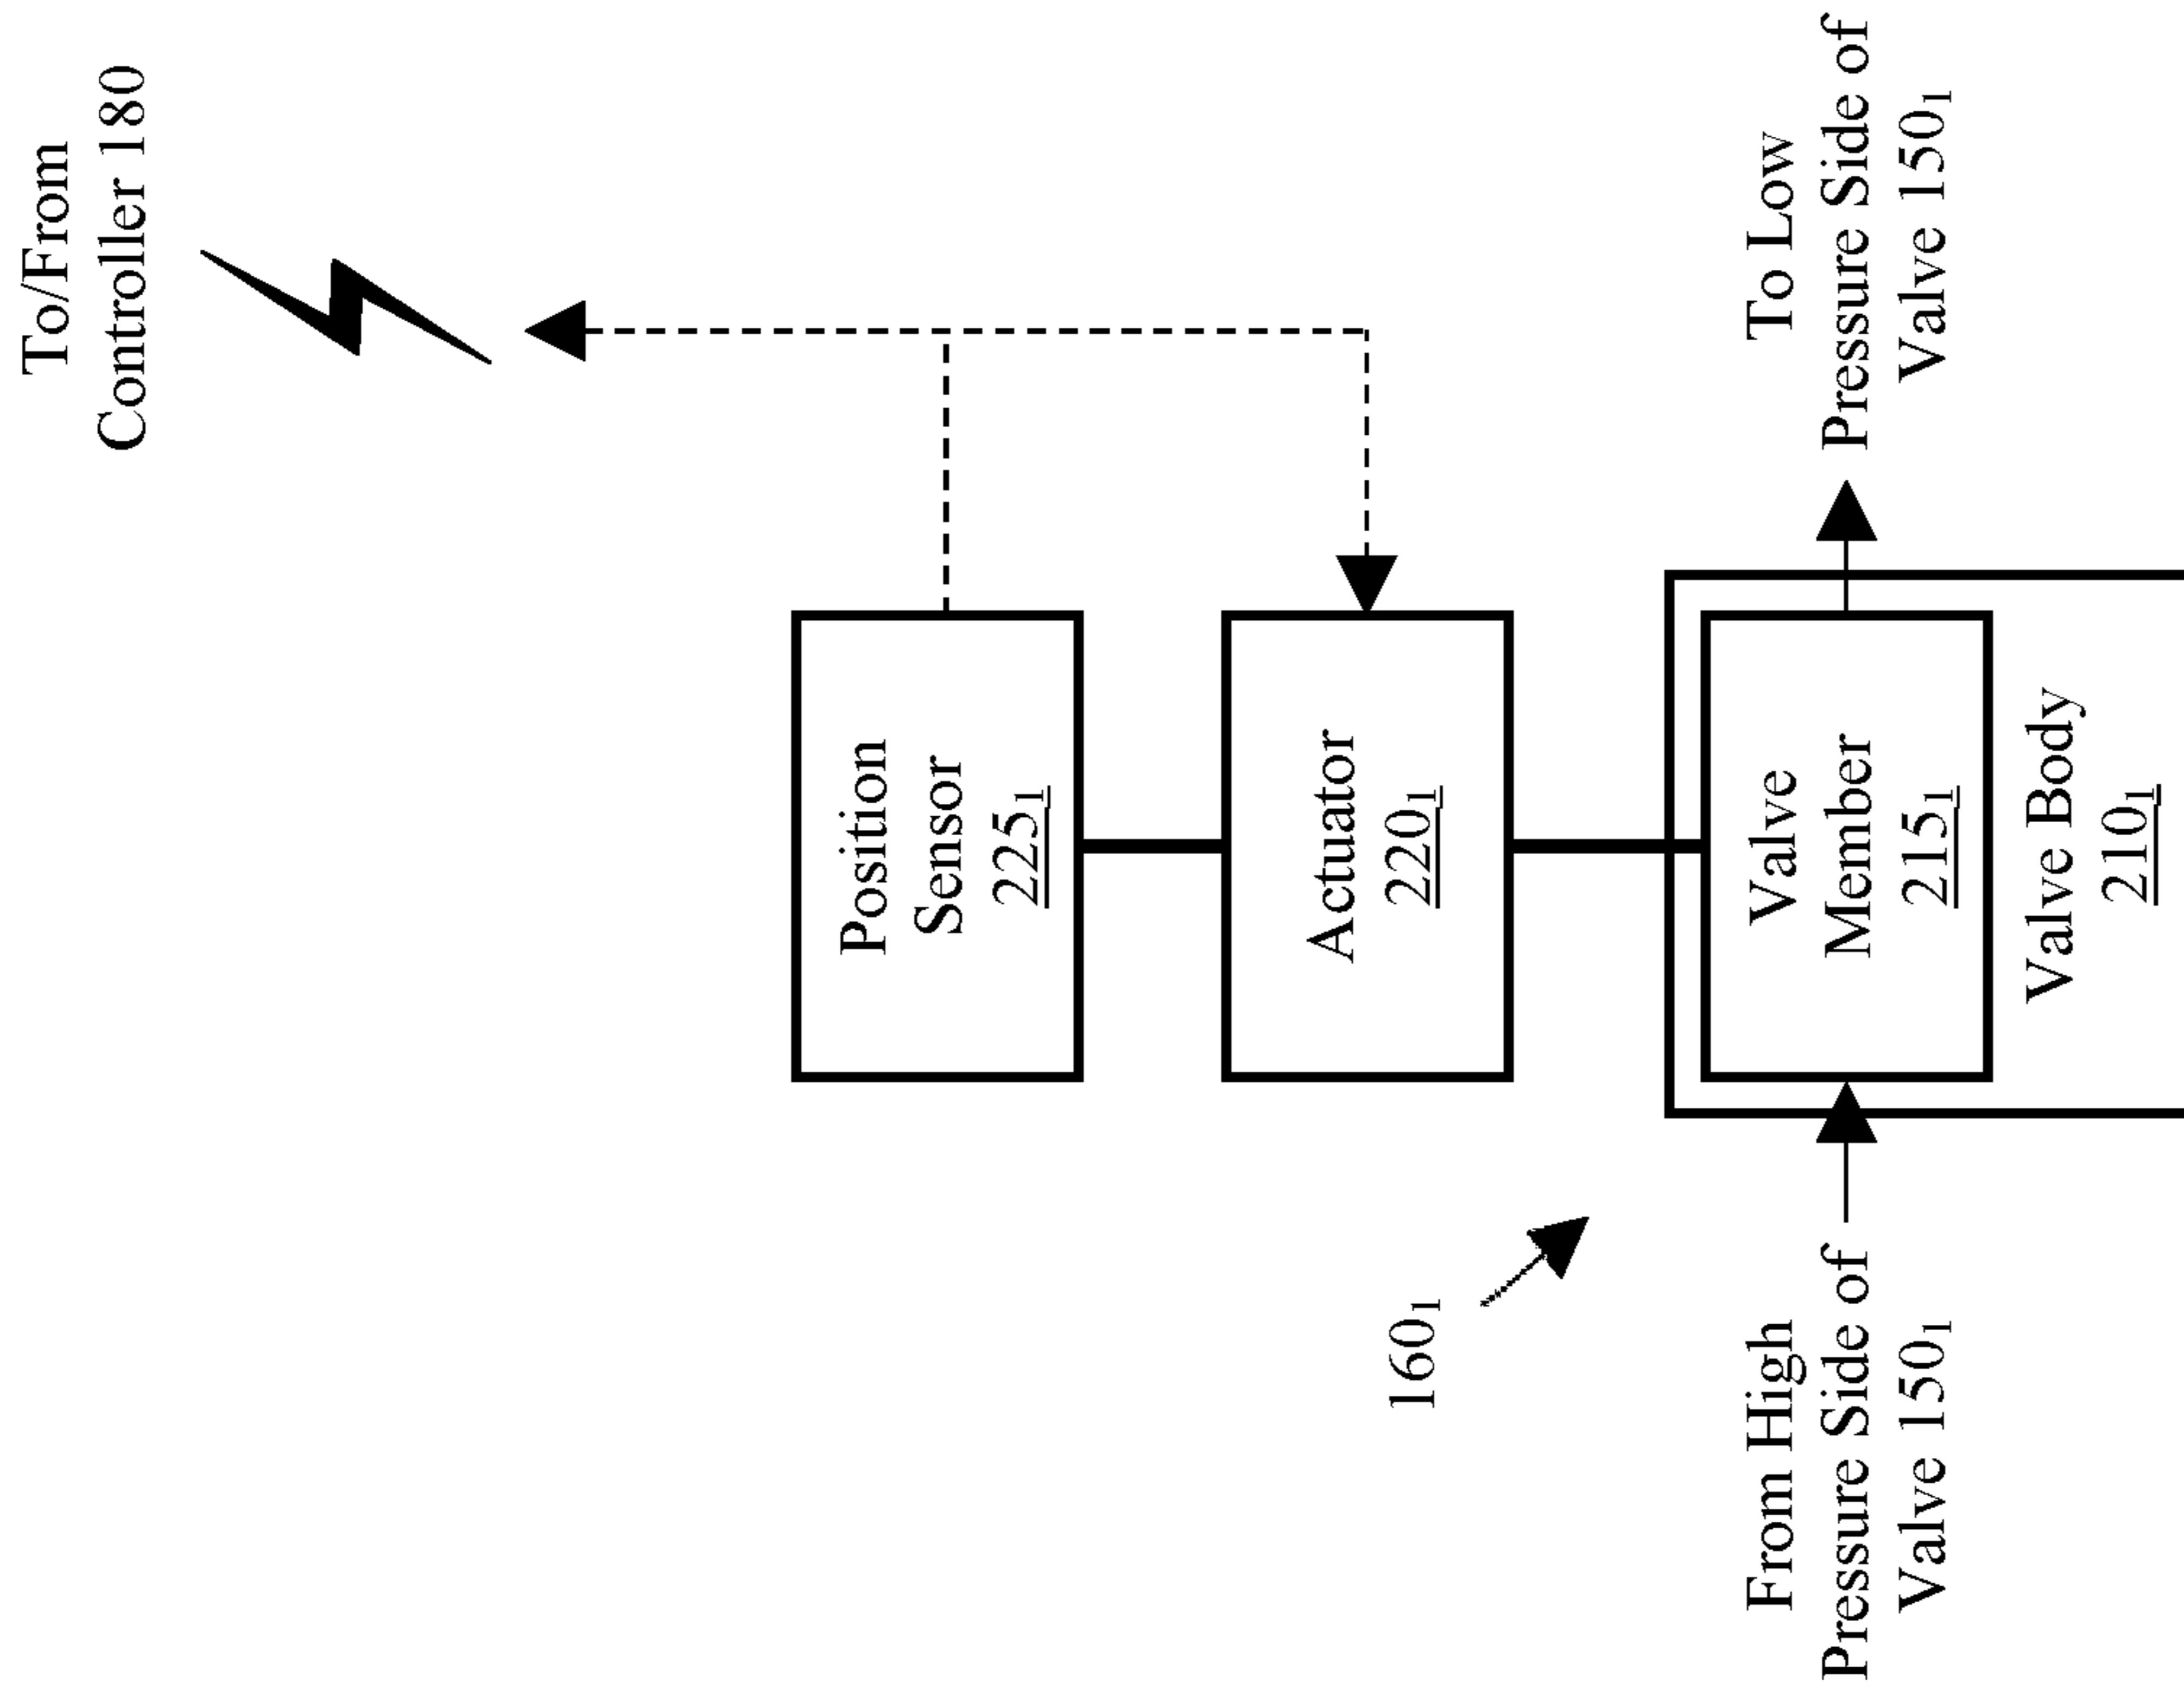 To/From
Controller 180
Position
Sensor
225₁
Actuator
220₁
160₁
From High
Pressure Side of
Valve 150₁
Valve
Member
215₁
To Low
Pressure Side of
Valve 150₁
Valve Body
210₁